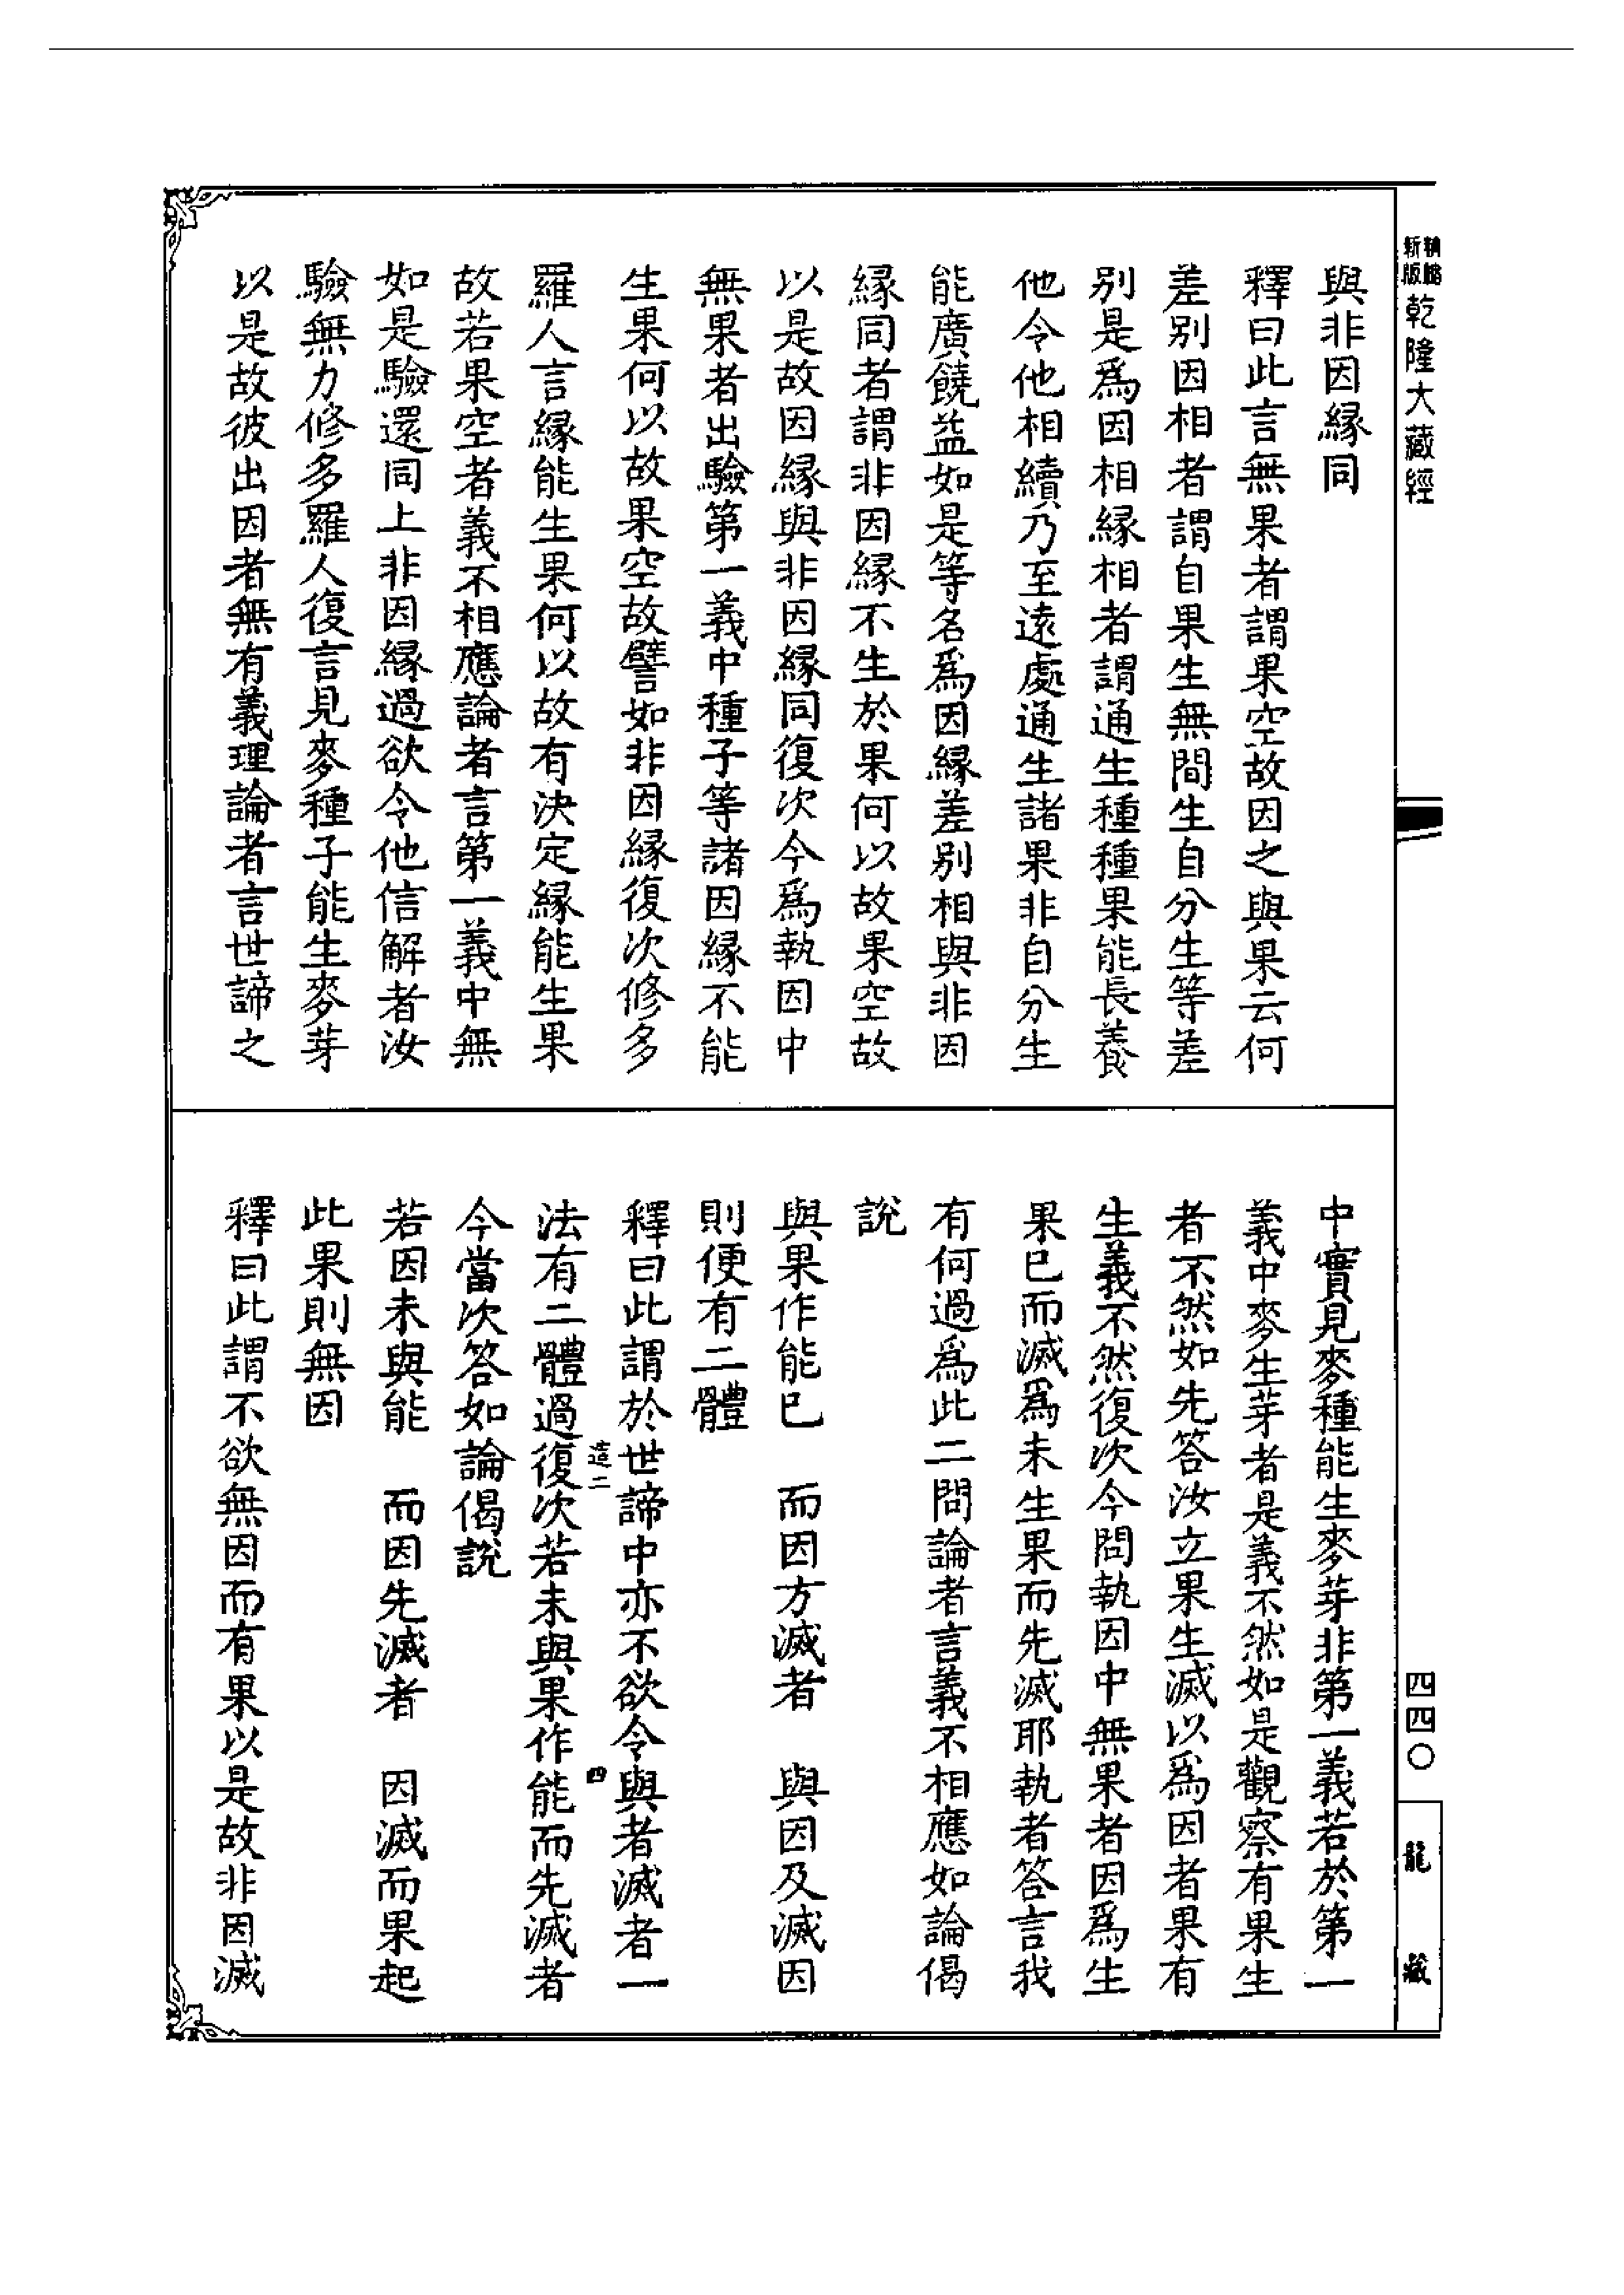 新版精縮乾隆大藏經
四四〇
龍藏
與非因緣同
釋曰此言無果者謂果空故因之與果云何
差別因相者謂自果生無間生自分生等差
別是爲因相緣相者謂通生種種果能長養
他令他相續乃至遠處通生諸果非自分生
能廣饒益如是等名爲因緣差別相與非因
緣同者謂非因緣不生於果何以故果空故
以是故因緣與非因緣同復次今爲執因中
無果者出驗第一義中種子等諸因緣不能
生果何以故果空故譬如非因緣復次修多
羅人言緣能生果何以故有決定緣能生果
故若果空者義不相應論者言第一義中無
如是驗還同上非因緣過欲令他信解者汝
驗無力修多羅人復言見麥種子能生麥芽
以是故彼出因者無有義理論者言世諦之
中實見麥種能生麥芽非第一義若於第一
義中麥生芽者是義不然如是觀察有果生
者不然如先答汝立果生滅以爲因者果有
生義不然復次今問執因中無果者因爲生
果已而滅爲未生果而先滅耶執者答言我
有何過爲此二問論者言義不相應如論偈
說
與果作能已　而因方滅者　與因及滅因
則便有二體
釋曰此謂於世諦中亦不欲令與者滅者一
這二　四
法有二體過復次若未與果作能而先滅者
今當次答如論偈說
若因未與能　而因先滅者　因滅而果起
此果則無因
釋曰此謂不欲無因而有果以是故非因滅